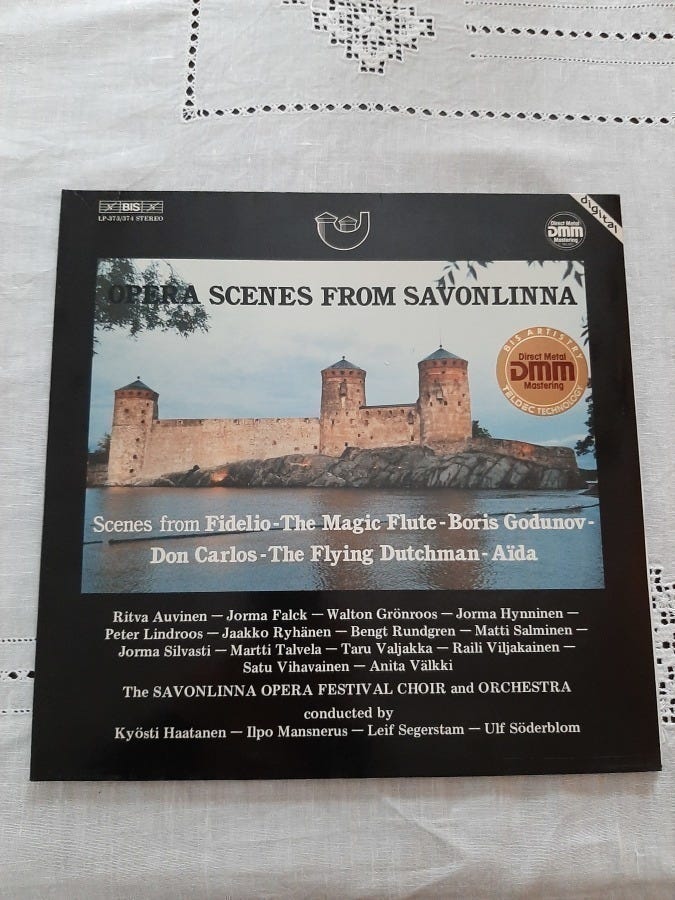 BIS
LP-373/374 STEREO
Direct Metal
DMM
Mastering
digital
OPERA SCENES FROM SAVONLINNA
BIS ARTISTRY
Direct Metal
DMM
Mastering
TELDEC TECHNOLOGY
Scenes from Fidelio-The Magic Flute-Boris Godunov-
Don Carlos-The Flying Dutchman-Aïda
Ritva Auvinen — Jorma Falck — Walton Grönroos — Jorma Hynninen —
Peter Lindroos — Jaakko Ryhänen — Bengt Rundgren — Matti Salminen —
Jorma Silvasti — Martti Talvela — Taru Valjakka — Raili Viljakainen —
Satu Vihavainen — Anita Välkki
The SAVONLINNA OPERA FESTIVAL CHOIR and ORCHESTRA
conducted by
Kyösti Haatanen — Ilpo Mansnerus — Leif Segerstam — Ulf Söderblom